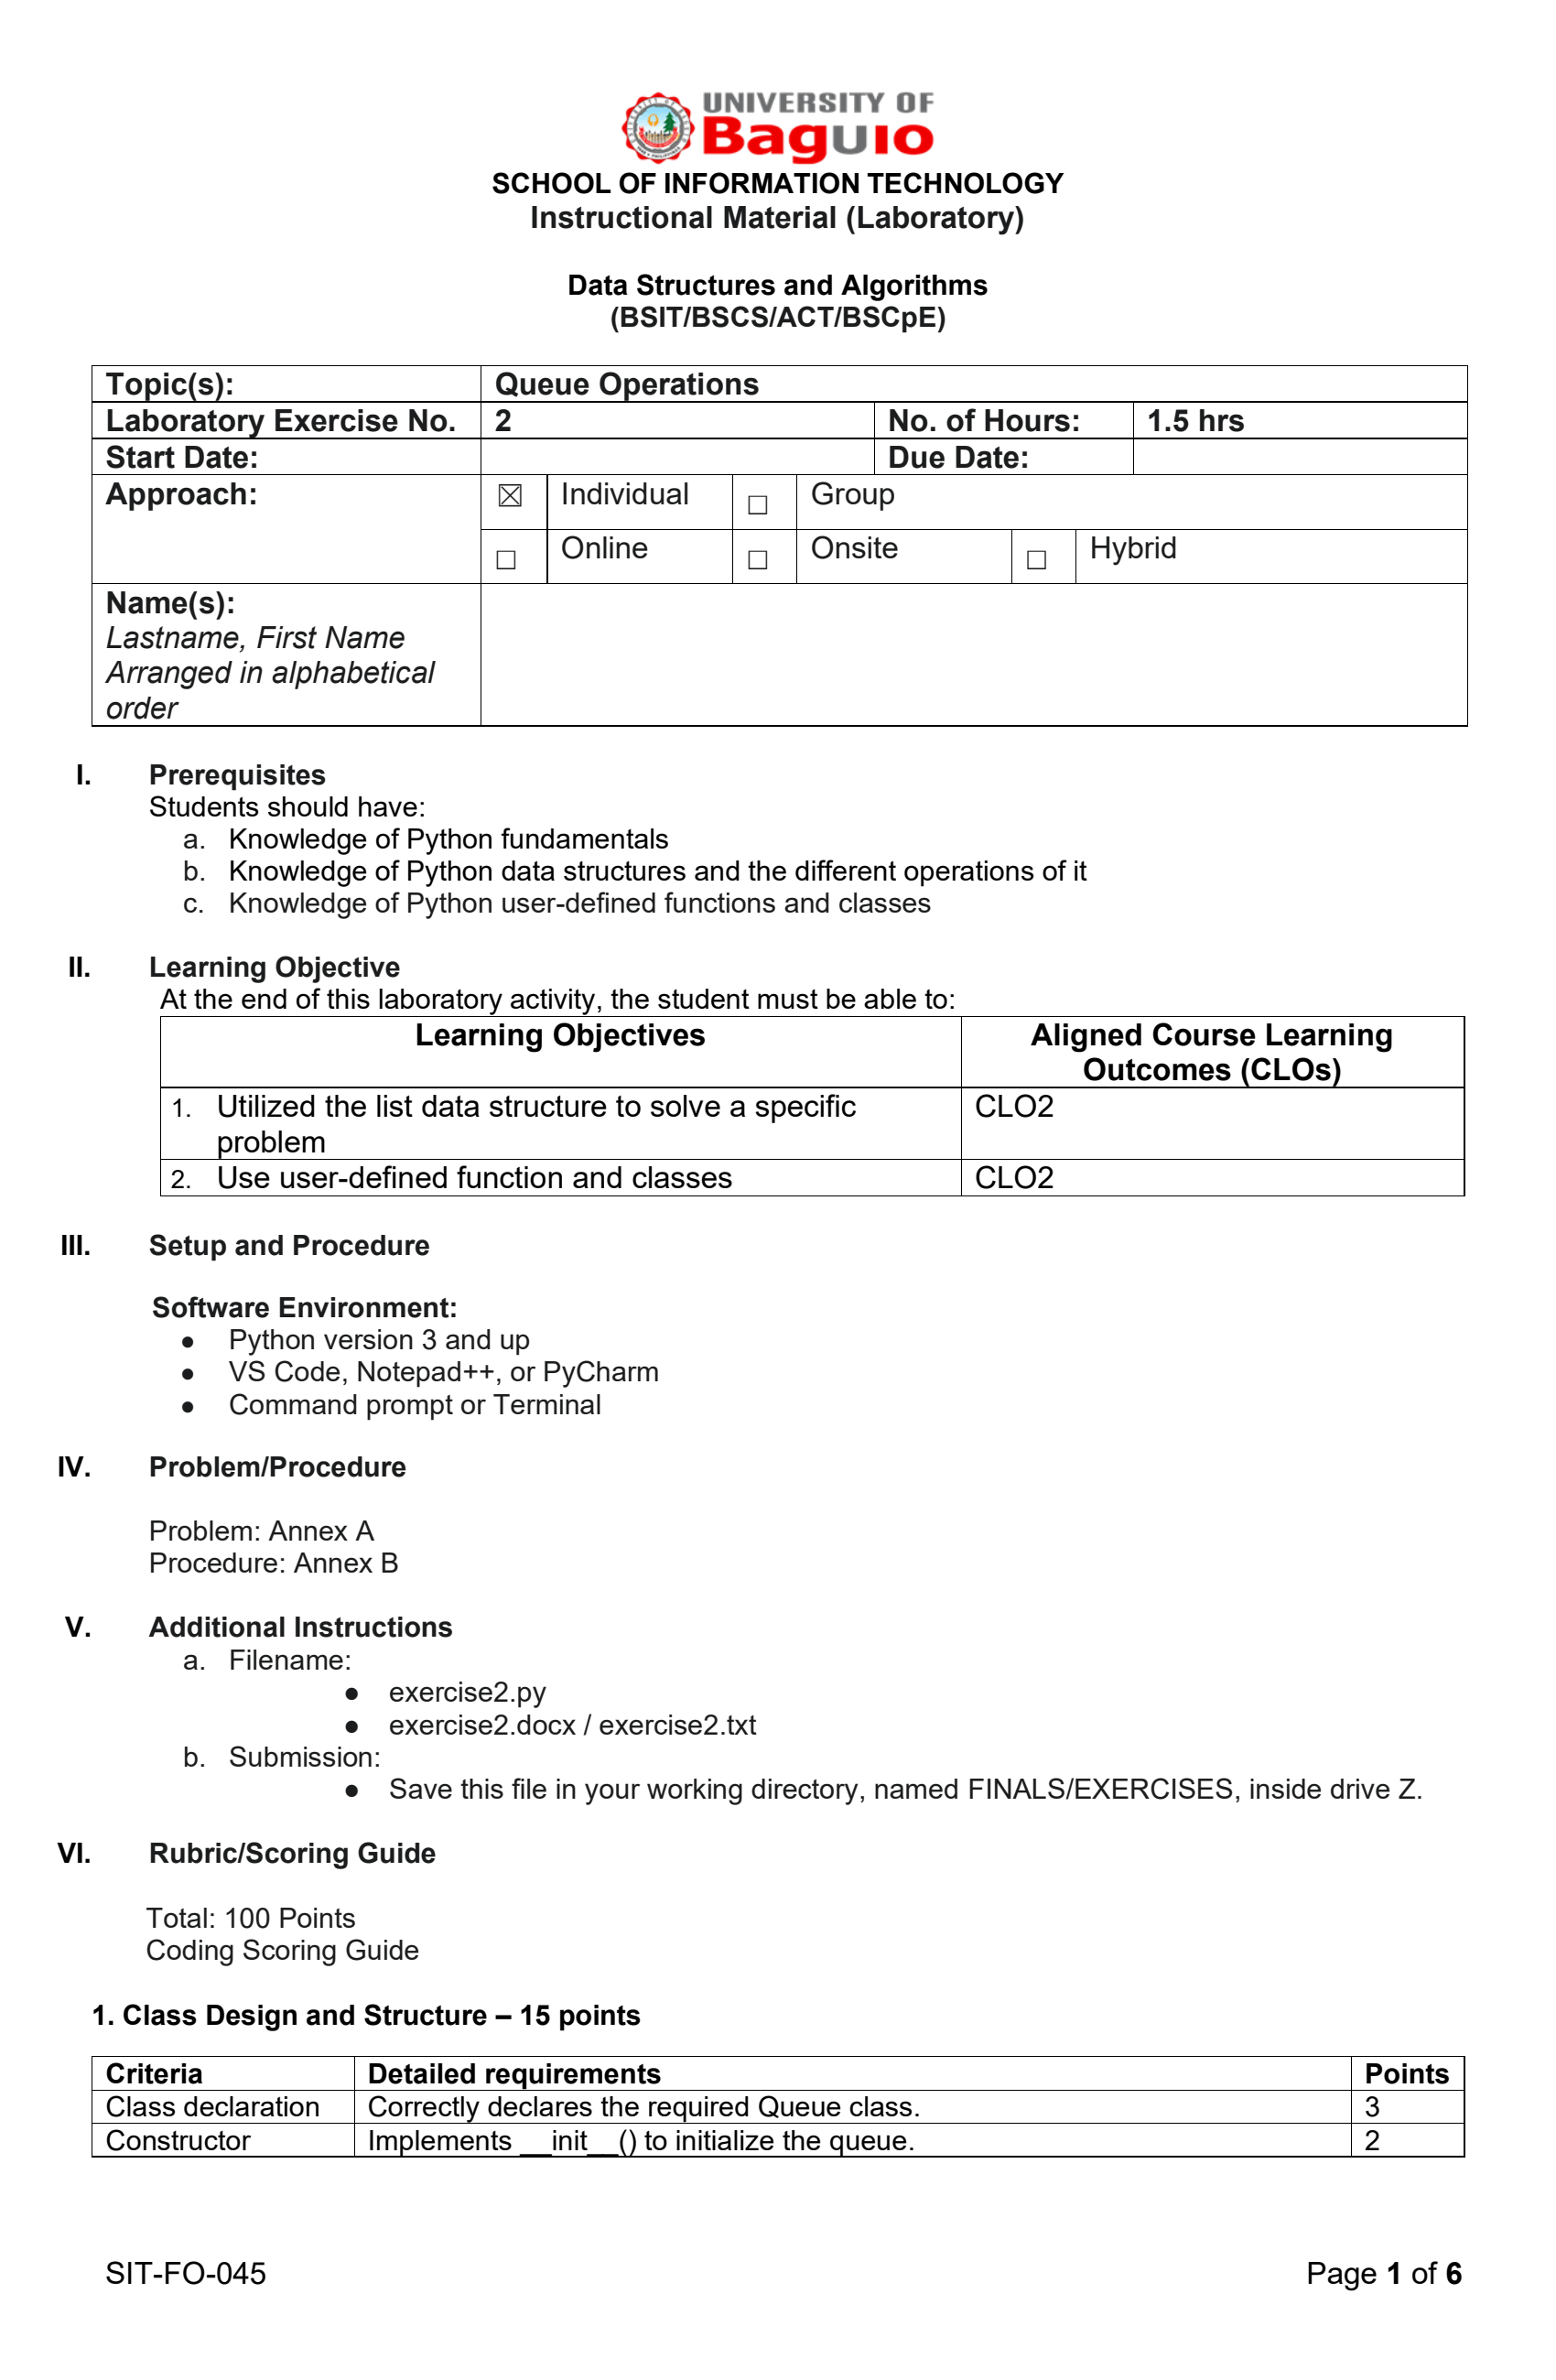 UNIVERSITY OF
Baguio
SCHOOL OF INFORMATION TECHNOLOGY
Instructional Material (Laboratory)
Data Structures and Algorithms
(BSIT/BSCS/ACT/BSCpE)
Topic(s): Queue Operations
Laboratory Exercise No. 2 No. of Hours: 1.5 hrs
Start Date: Due Date:
Approach: ☒ Individual ☐ Group
☐ Online ☐ Onsite ☐ Hybrid
Name(s):
Lastname, First Name
Arranged in alphabetical
order
I. Prerequisites
Students should have:
a. Knowledge of Python fundamentals
b. Knowledge of Python data structures and the different operations of it
c. Knowledge of Python user-defined functions and classes
II. Learning Objective
At the end of this laboratory activity, the student must be able to:
Learning Objectives Aligned Course Learning
Outcomes (CLOs)
1. Utilized the list data structure to solve a specific CLO2
problem
2. Use user-defined function and classes CLO2
III. Setup and Procedure
Software Environment:
● Python version 3 and up
● VS Code, Notepad++, or PyCharm
● Command prompt or Terminal
IV. Problem/Procedure
Problem: Annex A
Procedure: Annex B
V. Additional Instructions
a. Filename:
● exercise2.py
● exercise2.docx / exercise2.txt
b. Submission:
● Save this file in your working directory, named FINALS/EXERCISES, inside drive Z.
VI. Rubric/Scoring Guide
Total: 100 Points
Coding Scoring Guide
1. Class Design and Structure – 15 points
Criteria Detailed requirements Points
Class declaration Correctly declares the required Queue class. 3
Constructor Implements __init__() to initialize the queue. 2
SIT-FO-045 Page 1 of 6